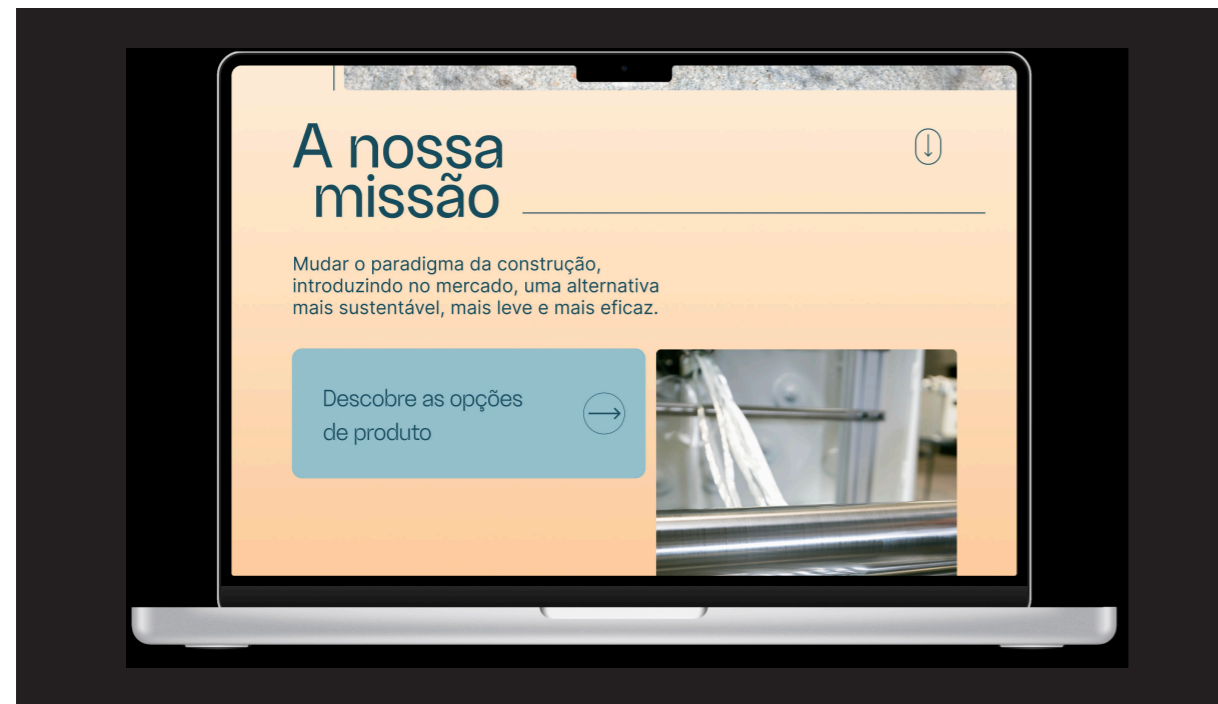 A nossa
missão
Mudar o paradigma da construção,
introduzindo no mercado, uma alternativa
mais sustentável, mais leve e mais eficaz.
Descobre as opções
de produto